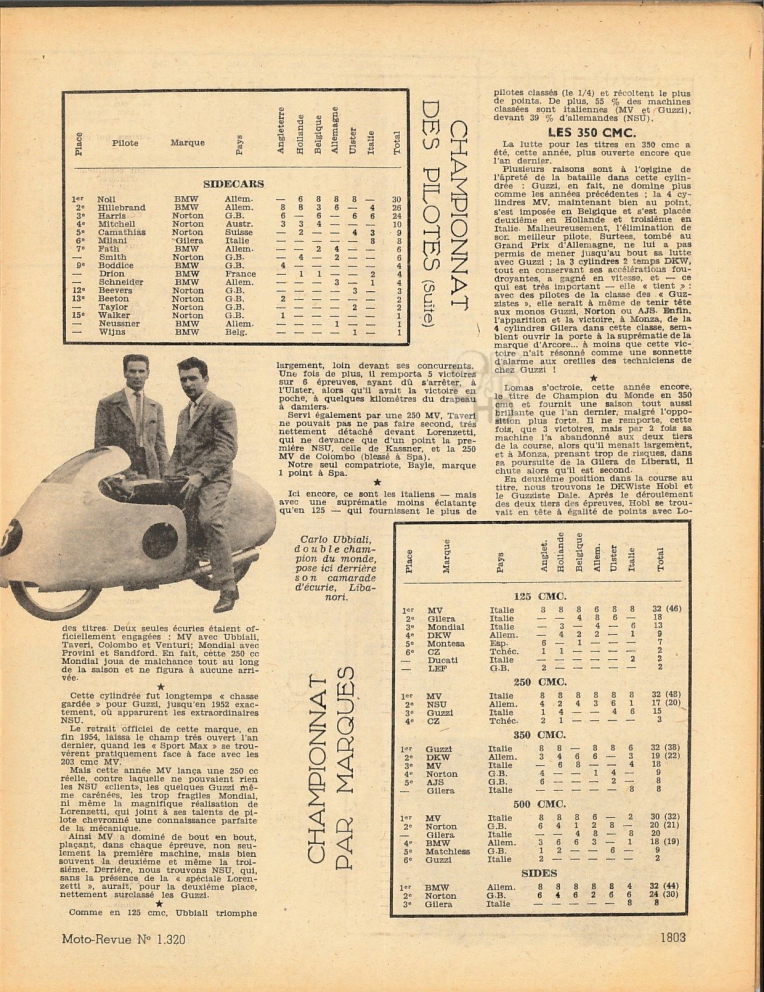 CHAMPIONNAT
DES PILOTES (Suite)
Place Pilote Marque Pays Angleterre Hollande Belgique Allemagne Ulster Italie Total
SIDECARS
1er Noll BMW Allem. — 6 8 8 8 — 30
2e Hillebrand BMW Allem. 8 8 3 6 — 4 26
3e Harris Norton G.B. 6 — 6 — 6 6 24
4e Mitchell Norton Austr. 3 3 4 — — — 10
5e Camathias Norton Suisse — 2 — — 4 3 9
6e Milani Gilera Italie — — — — — 8 8
7e Fath BMW Allem. — — 2 4 — — 6
— Smith Norton G.B. — 4 — 2 — — 6
9e Boddice Norton G.B. 4 — — — — — 4
— Drion Norton France — 1 1 — — 2 4
— Schneider BMW Allem. — — — 3 — 1 4
12e Beevers Norton G.B. — — — — 3 — 3
13e Beeton Norton G.B. 2 — — — — — 2
— Taylor Norton G.B. — — — — 2 — 2
15e Walker Norton G.B. 1 — — — — — 1
— Neussner BMW Allem. — — — 1 — — 1
— Wijns BMW Belg. — — — — 1 — 1
des titres. Deux seules écuries étaient of-
ficiellement engagées : MV avec Ubbiali,
Taveri, Colombo et Venturi; Mondial avec
Provini et Sandford. En fait, cette 250 cc
Mondial joua de malchance tout au long
de la saison et ne figura à aucune arri-
vée.
★
Cette cylindrée fut longtemps « chasse
gardée » pour Guzzi, jusqu'en 1952 exac-
tement, où apparurent les extraordinaires
NSU.
Le retrait officiel de cette marque, en
fin 1954, laissa le champ très ouvert l'an
dernier, quand les « Sport Max » se trou-
vèrent pratiquement face à face avec les
203 cmc MV.
Mais cette année MV lança une 250 cc
réelle, contre laquelle ne pouvaient rien
les NSU «client», les quelques Guzzi mê-
me carénées, les trop fragiles Mondial,
ni même la magnifique réalisation de
Lorenzetti, qui joint à ses talents de pi-
lote chevronné une connaissance parfaite
de la mécanique.
Ainsi MV a dominé de bout en bout,
plaçant, dans chaque épreuve, non seu-
lement la première machine, mais bien
souvent la deuxième et même la troi-
sième. Derrière, nous trouvons NSU, qui,
sans la présence de la « spéciale Loren-
zetti », aurait, pour la deuxième place,
nettement surclassé les Guzzi.
★
Comme en 125 cmc, Ubbiali triomphe
largement, loin devant ses concurrents.
Une fois de plus, il remporta 5 victoires
sur 6 épreuves, ayant dû s'arrêter, à
l'Ulster, alors qu'il avait la victoire en
poche, à quelques kilomètres du drapeau
à damiers.
Servi également par une 250 MV, Taveri
ne pouvait pas ne pas faire second, très
nettement détaché devant Lorenzetti,
qui ne devance que d'un point la pre-
mière NSU, celle de Kassner, et la 250
MV de Colombo (blessé à Spa).
Notre seul compatriote, Bayle, marque
1 point à Spa.
★
Ici encore, ce sont les italiens — mais
avec une suprématie moins éclatante
qu'en 125 — qui fournissent le plus de
Carlo Ubbiali,
double cham-
pion du monde,
pose ici derrière
son camarade
d'écurie, Liba-
nori.
pilotes classés (le 1/4) et récoltent le plus
de points. De plus, 55 % des machines
classées sont italiennes (MV et Guzzi),
devant 39 % d'allemandes (NSU).
LES 350 CMC.
La lutte pour les titres en 350 cmc a
été, cette année, plus ouverte encore que
l'an dernier.
Plusieurs raisons sont à l'origine de
l'âpreté de la bataille dans cette cylin-
drée : Guzzi, en fait, ne domine plus
comme les années précédentes ; la 4 cy-
lindres MV, maintenant bien au point,
s'est imposée en Belgique et s'est placée
deuxième en Hollande et troisième en
Italie. Malheureusement, l'élimination de
son meilleur pilote, Surtees, tombé au
Grand Prix d'Allemagne, ne lui a pas
permis de mener jusqu'au bout sa lutte
avec Guzzi ; la 3 cylindres 2 temps DKW,
tout en conservant ses accélérations fou-
droyantes, a gagné en vitesse, et — ce
qui est très important — elle « tient » :
avec des pilotes de la classe des « Guz-
zistes », elle serait à même de tenir tête
aux monos Guzzi, Norton ou AJS. Enfin,
l'apparition et la victoire, à Monza, de la
4 cylindres Gilera dans cette classe, sem-
blent ouvrir la porte à la suprématie de la
marque d'Arcore... à moins que cette vic-
toire n'ait résonné comme une sonnette
d'alarme aux oreilles des techniciens de
chez Guzzi !
★
Lomas s'octroie, cette année encore,
le titre de Champion du Monde en 350
cmc et fournit une saison tout aussi
brillante que l'an dernier, malgré l'oppo-
sition plus forte. Il ne remporte, cette
fois, que 3 victoires, mais par 2 fois sa
machine l'a abandonné aux deux tiers
de la course, alors qu'il menait largement,
et à Monza, prenant trop de risques, dans
sa poursuite de la Gilera de Liberati, il
chute alors qu'il est second.
En deuxième position dans la course au
titre, nous trouvons le DKWiste Hobl et
le Guzziste Dale. Après le déroulement
des deux tiers des épreuves, Hobl se trou-
vait en tête à égalité de points avec Lo-
CHAMPIONNAT
PAR MARQUES
Place Marque Pays Anglet. Hollande Belgique Allem. Ulster Italie Total
125 CMC.
1er MV Italie 8 8 8 6 8 8 32 (46)
2e Gilera Italie — — 4 8 6 — 18
3e Mondial Italie — 3 — 4 — 6 13
4e DKW Allem. — 4 2 2 — 1 9
5e Montesa Esp. 6 — 1 — — — 7
6e CZ Tchéc. 1 1 — — — — 2
— Ducati Italie — — — — — 2 2
— LEF G.B. 2 — — — — — 2
250 CMC.
1er MV Italie 8 8 8 8 8 8 32 (48)
2e NSU Allem. 4 2 4 3 6 1 17 (20)
3e Guzzi Italie 1 4 — — 4 6 15
4e CZ Tchéc. 2 1 — — — — 3
350 CMC.
1er Guzzi Italie 8 8 — 8 8 6 32 (38)
2e DKW Allem. 3 4 6 6 — 3 19 (22)
3e MV Italie — 6 8 — — 4 18
4e Norton G.B. 4 — — 1 4 — 9
5e AJS G.B. 6 — — — 2 — 8
— Gilera Italie — — — — — 8 8
500 CMC.
1er MV Italie 8 8 8 6 — 2 30 (32)
2e Norton G.B. 6 4 1 2 8 — 20 (21)
— Gilera Italie — — 4 8 — 8 20
4e BMW Allem. 3 6 6 3 — 1 18 (19)
5e Matchless G.B. 1 2 — — 6 — 9
6e Guzzi Italie 2 — — — — — 2
SIDES
1er BMW Allem. 8 8 8 8 8 4 32 (44)
2e Norton G.B. 6 4 6 2 6 6 24 (30)
3e Gilera Italie — — — — — 8 8
Moto-Revue N° 1.320
1803